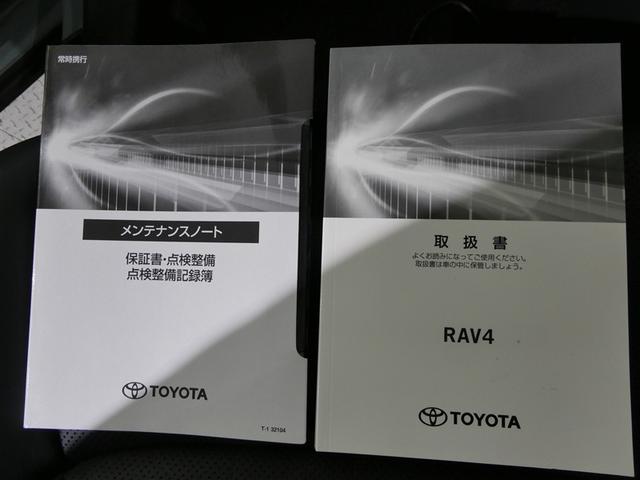 常時携行
メンテナンスノート
保証書・点検整備
点検整備記録簿
TOYOTA
T-1 32104
取扱書
よくお読みになってご使用ください。
取扱書は車の中に保管しましょう。
RAV4
TOYOTA